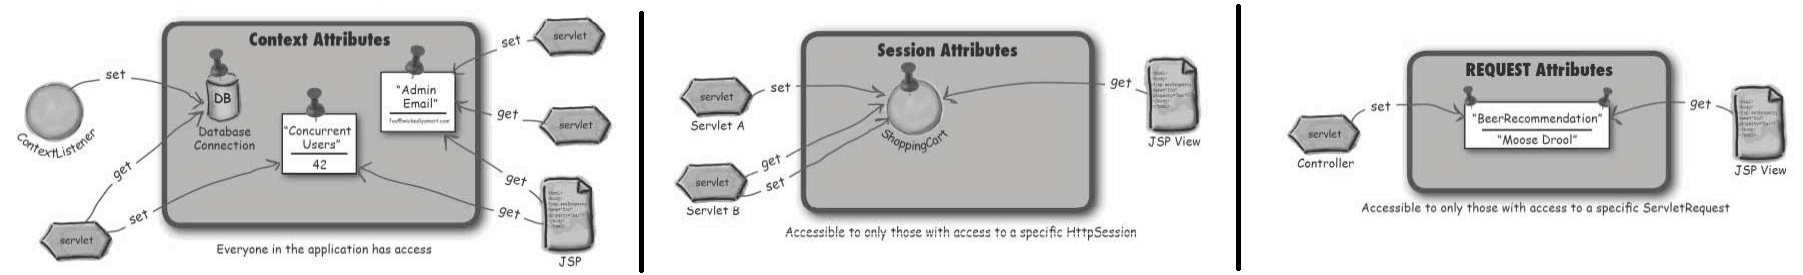 Context Attributes
set
servlet
set
DB
"Admin
Email"
get
servlet
ContextListener
Database
Connection
"Concurrent
Users"
42
get
get
set
get
servlet
Everyone in the application has access
JSP
Session Attributes
servlet
Servlet A
set
get
ShoppingCart
JSP View
get
set
servlet
Servlet B
Accessible to only those with access to a specific HttpSession
REQUEST Attributes
set
get
servlet
Controller
"BeerRecommendation"
"Moose Drool"
JSP View
Accessible to only those with access to a specific ServletRequest